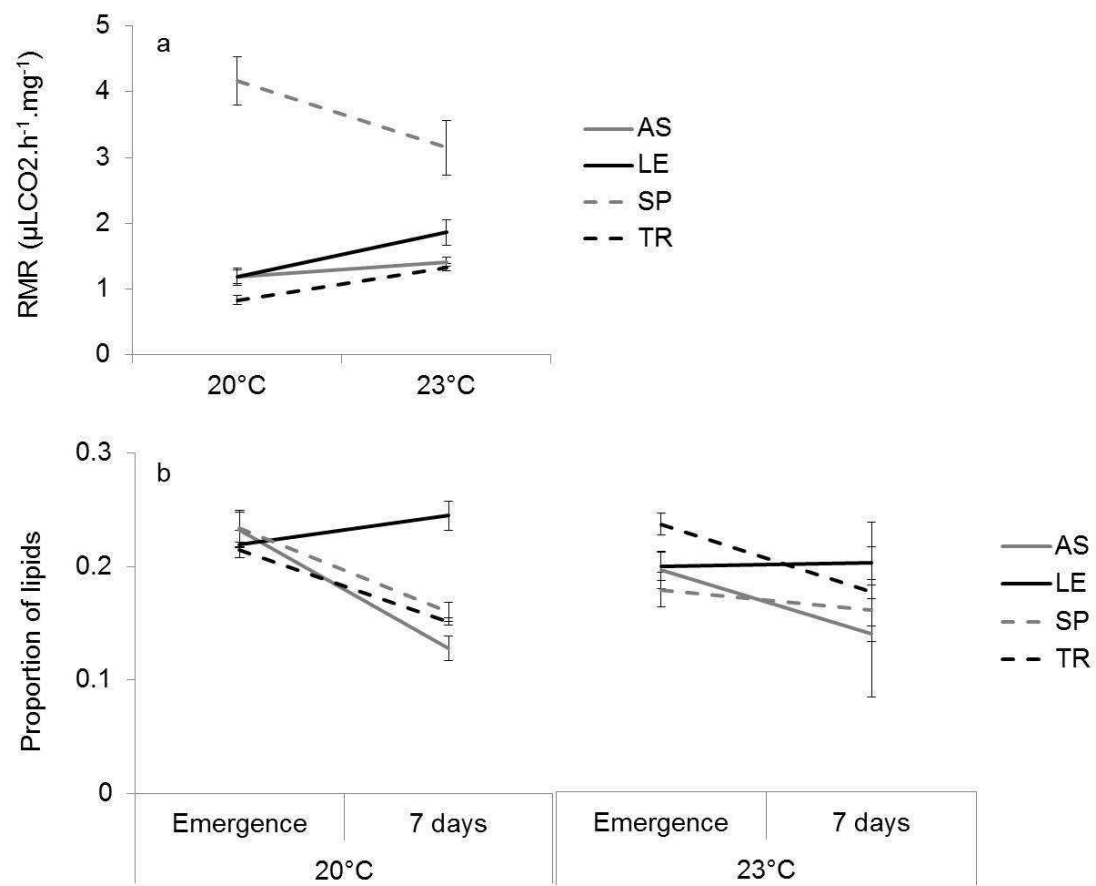 a
RMR (µLCO2.h-1.mg-1)
5
4
3
2
1
0
20°C 23°C
AS
LE
SP
TR
b
Proportion of lipids
0.3
0.2
0.1
0
Emergence 7 days Emergence 7 days
20°C 23°C
AS
LE
SP
TR